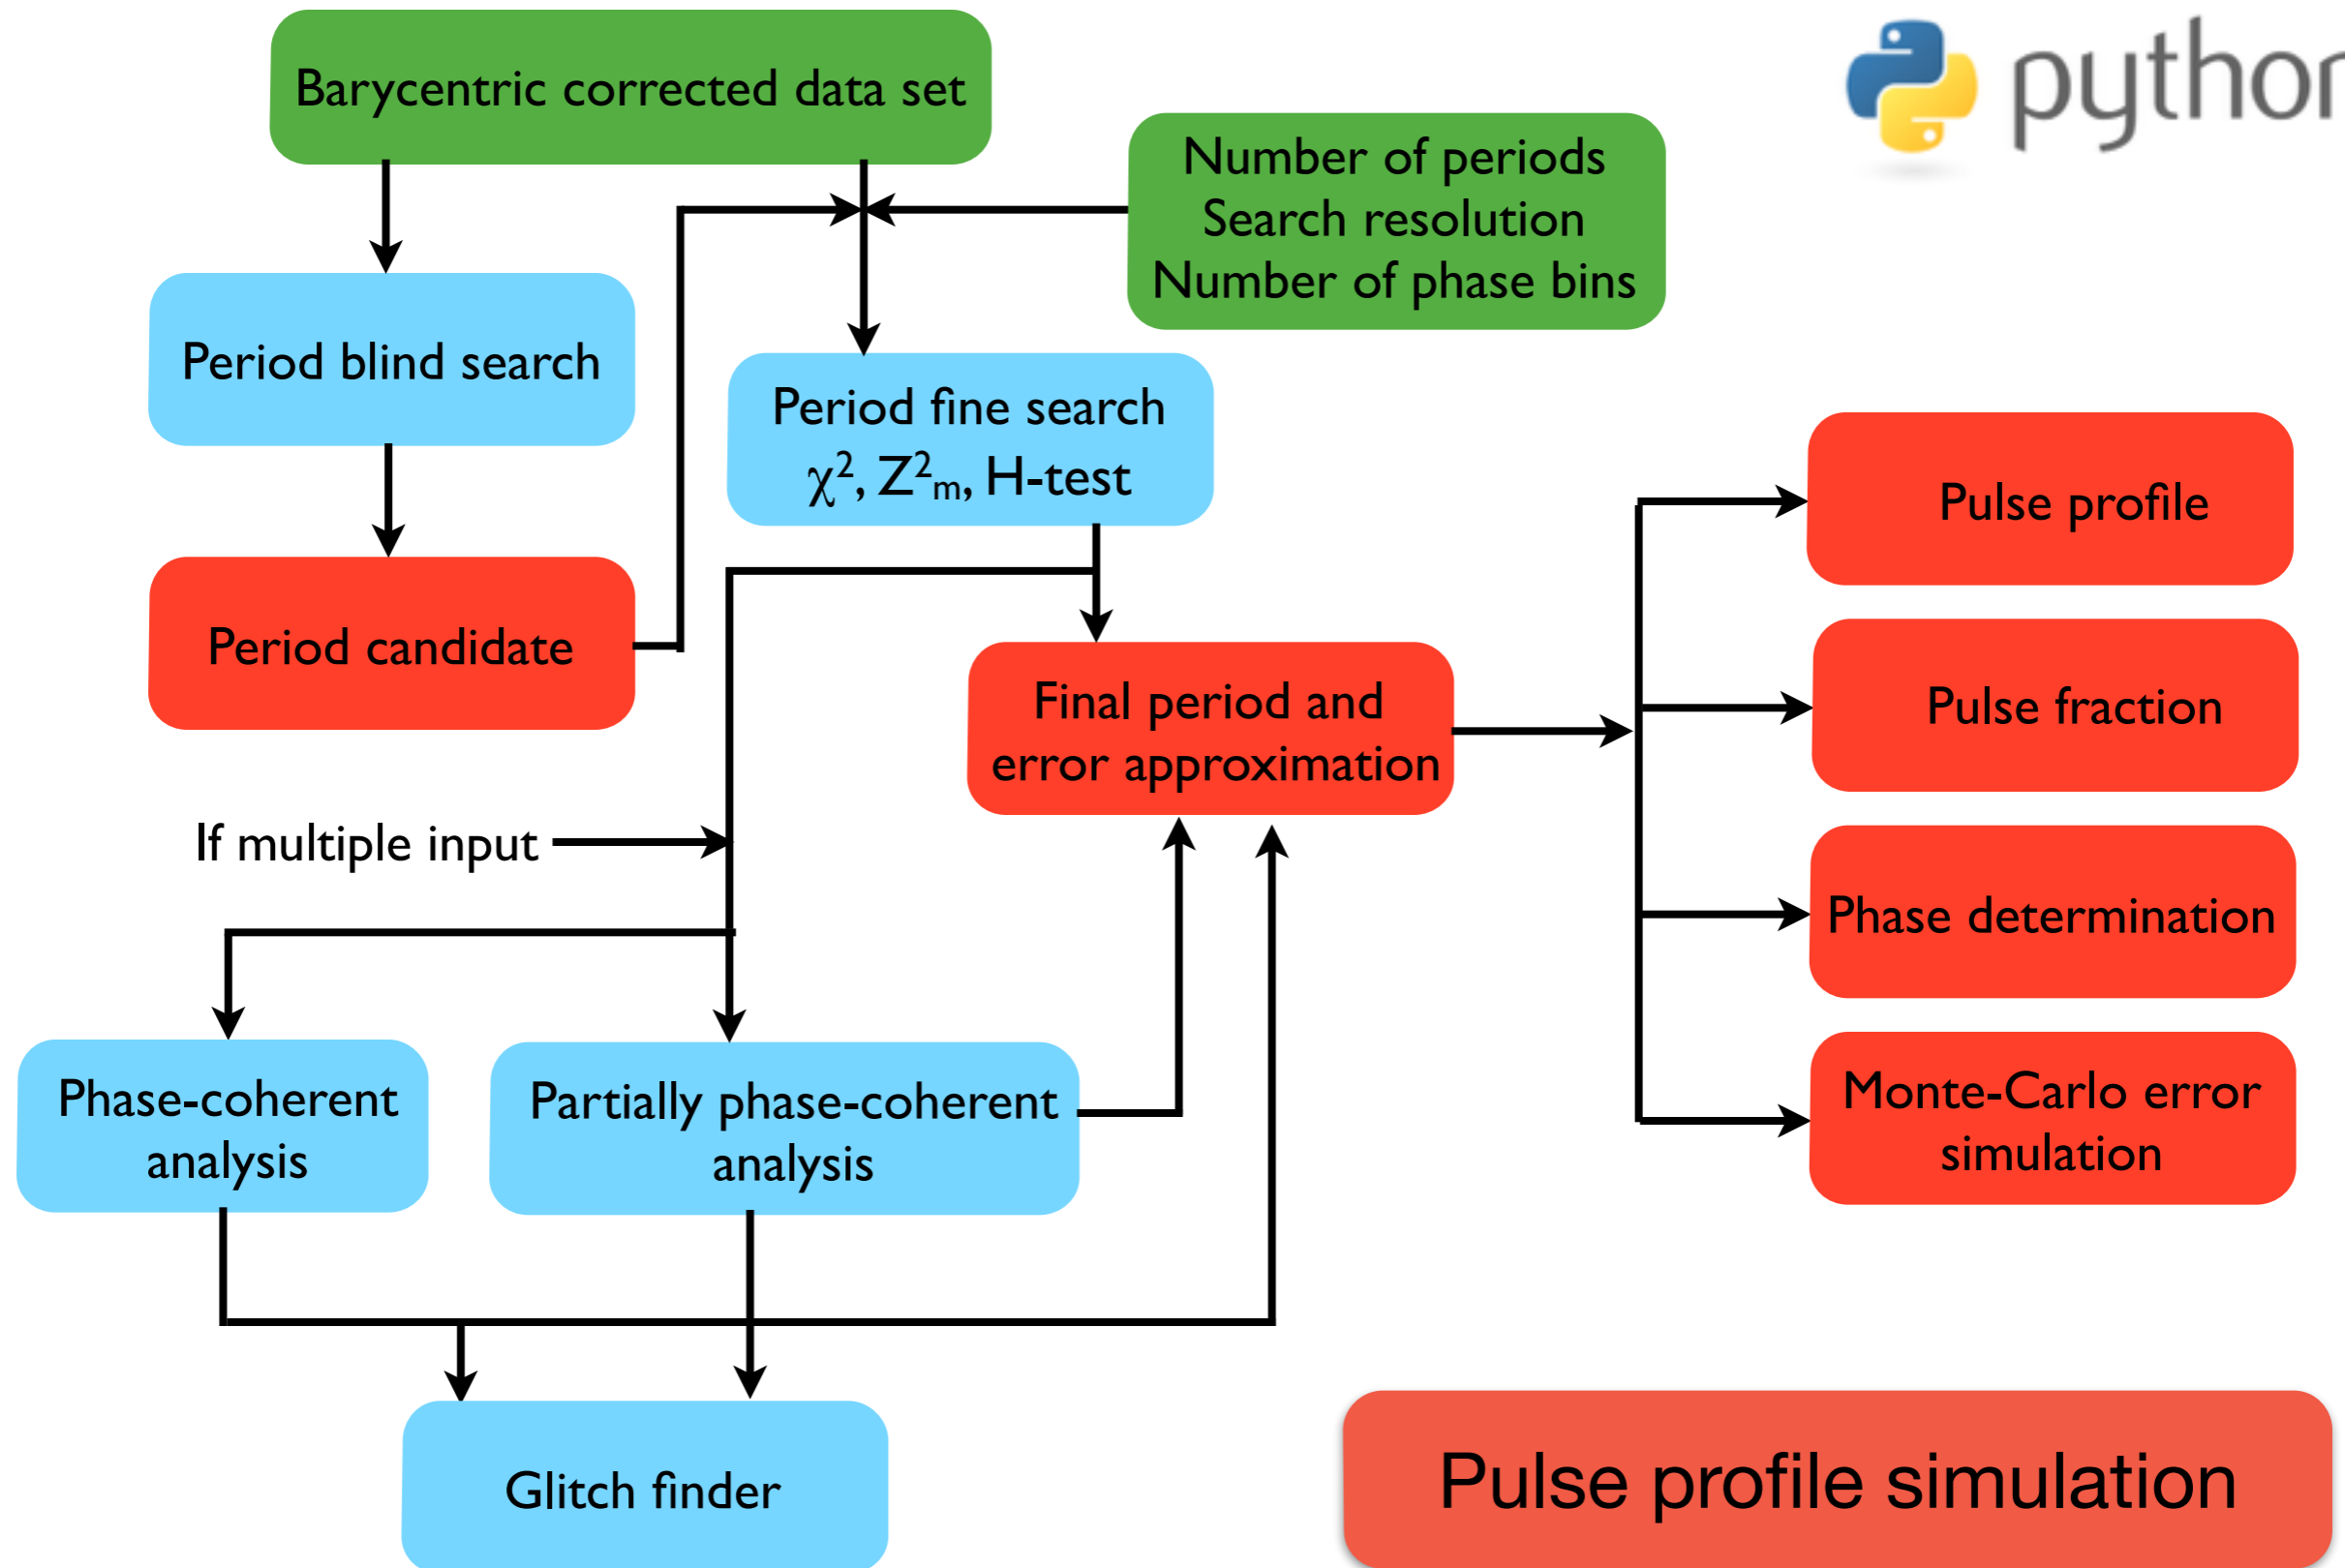 Barycentric corrected data set
python
Number of periods
Search resolution
Number of phase bins
Period blind search
Period fine search
χ², Z²ₘ, H-test
Pulse profile
Period candidate
Final period and
error approximation
Pulse fraction
If multiple input
Phase determination
Phase-coherent
analysis
Partially phase-coherent
analysis
Monte-Carlo error
simulation
Glitch finder
Pulse profile simulation